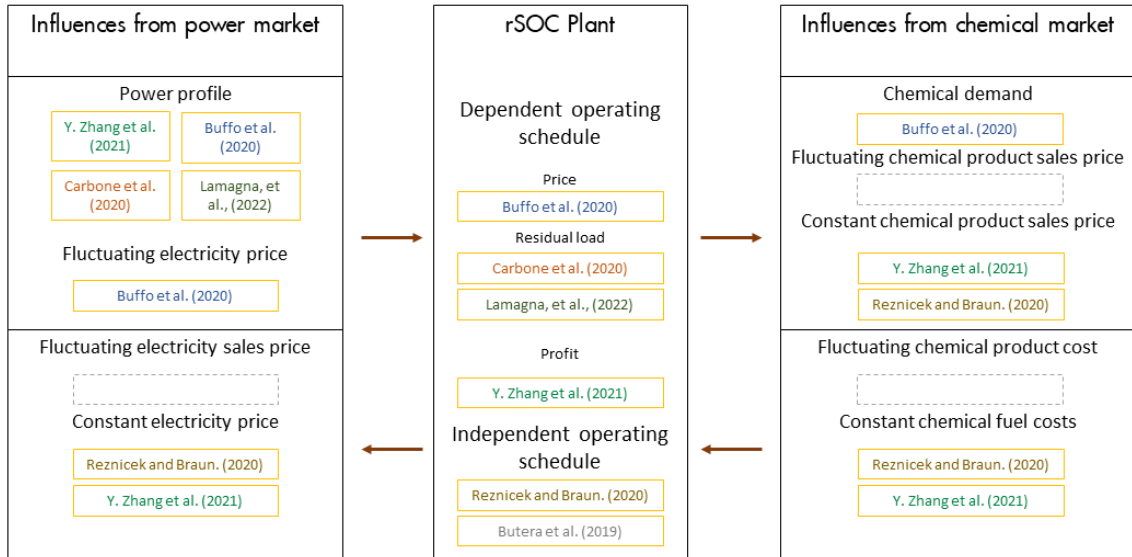 Influences from power market
Power profile
Y. Zhang et al.
(2021)
Buffo et al.
(2020)
Carbone et al.
(2020)
Lamagna, et
al., (2022)
Fluctuating electricity price
Buffo et al. (2020)
Fluctuating electricity sales price
Constant electricity price
Reznicek and Braun. (2020)
Y. Zhang et al. (2021)
rSOC Plant
Dependent operating
schedule
Price
Buffo et al. (2020)
Residual load
Carbone et al. (2020)
Lamagna, et al., (2022)
Profit
Y. Zhang et al. (2021)
Independent operating
schedule
Reznicek and Braun. (2020)
Butera et al. (2019)
Influences from chemical market
Chemical demand
Buffo et al. (2020)
Fluctuating chemical product sales price
Constant chemical product sales price
Y. Zhang et al. (2021)
Reznicek and Braun. (2020)
Fluctuating chemical product cost
Constant chemical fuel costs
Reznicek and Braun. (2020)
Y. Zhang et al. (2021)